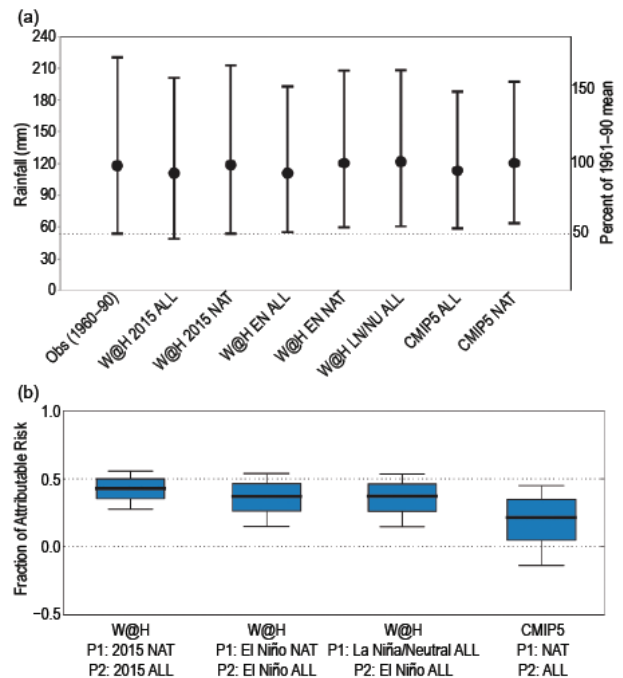 (a)
240
210
180
150
120
90
60
30
0
Rainfall (mm)
150
100
50
Percent of 1961–90 mean
Obs (1960–90)
W@H 2015 ALL
W@H 2015 NAT
W@H EN ALL
W@H EN NAT
W@H LN/NU ALL
CMIP5 ALL
CMIP5 NAT
(b)
1.0
0.5
0.0
−0.5
Fraction of Attributable Risk
W@H
P1: 2015 NAT
P2: 2015 ALL
W@H
P1: El Niño NAT
P2: El Niño ALL
W@H
P1: La Niña/Neutral ALL
P2: El Niño ALL
CMIP5
P1: NAT
P2: ALL